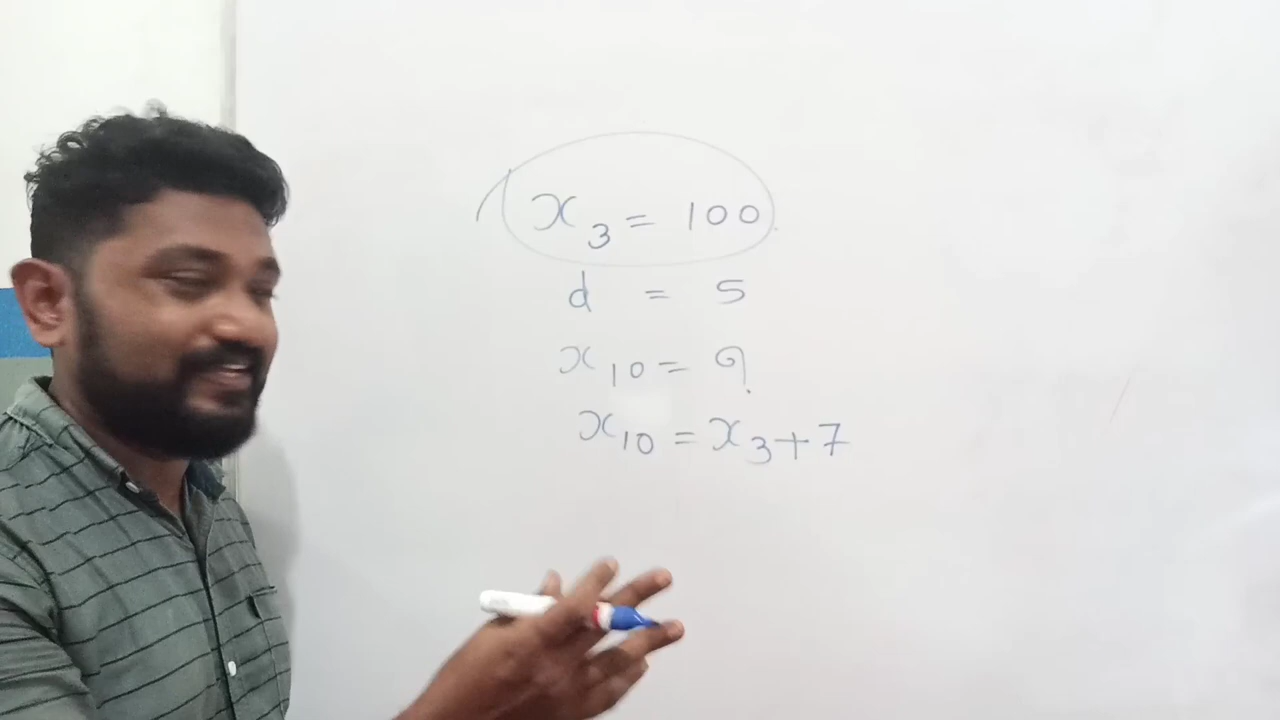 x₃ = 100
d = 5
x₁₀ = ?
x₁₀ = x₃ + 7